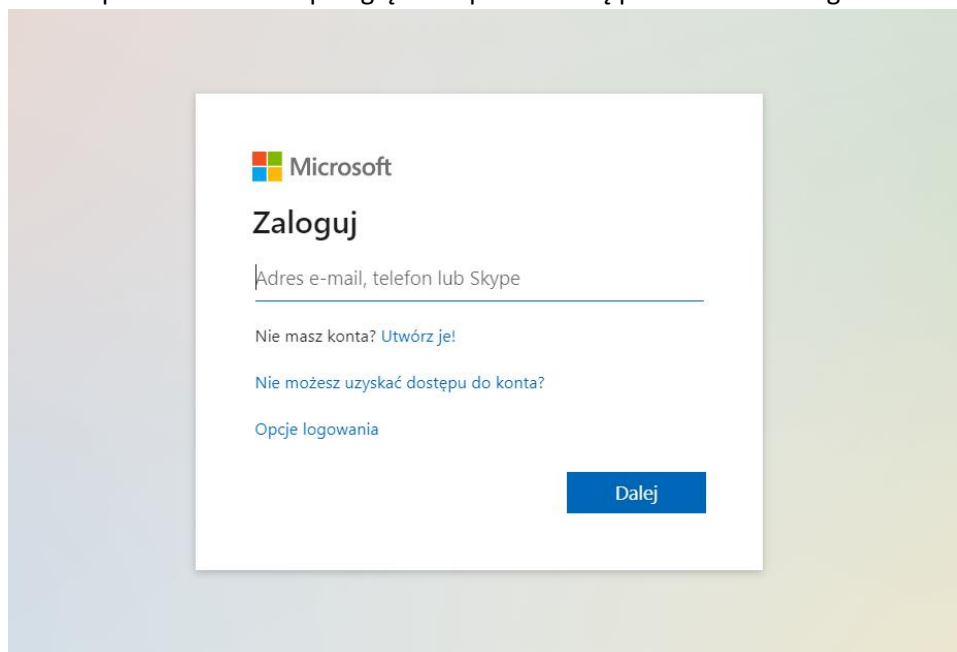 Microsoft
Zaloguj
Adres e-mail, telefon lub Skype
Nie masz konta? Utwórz je!
Nie możesz uzyskać dostępu do konta?
Opcje logowania
Dalej